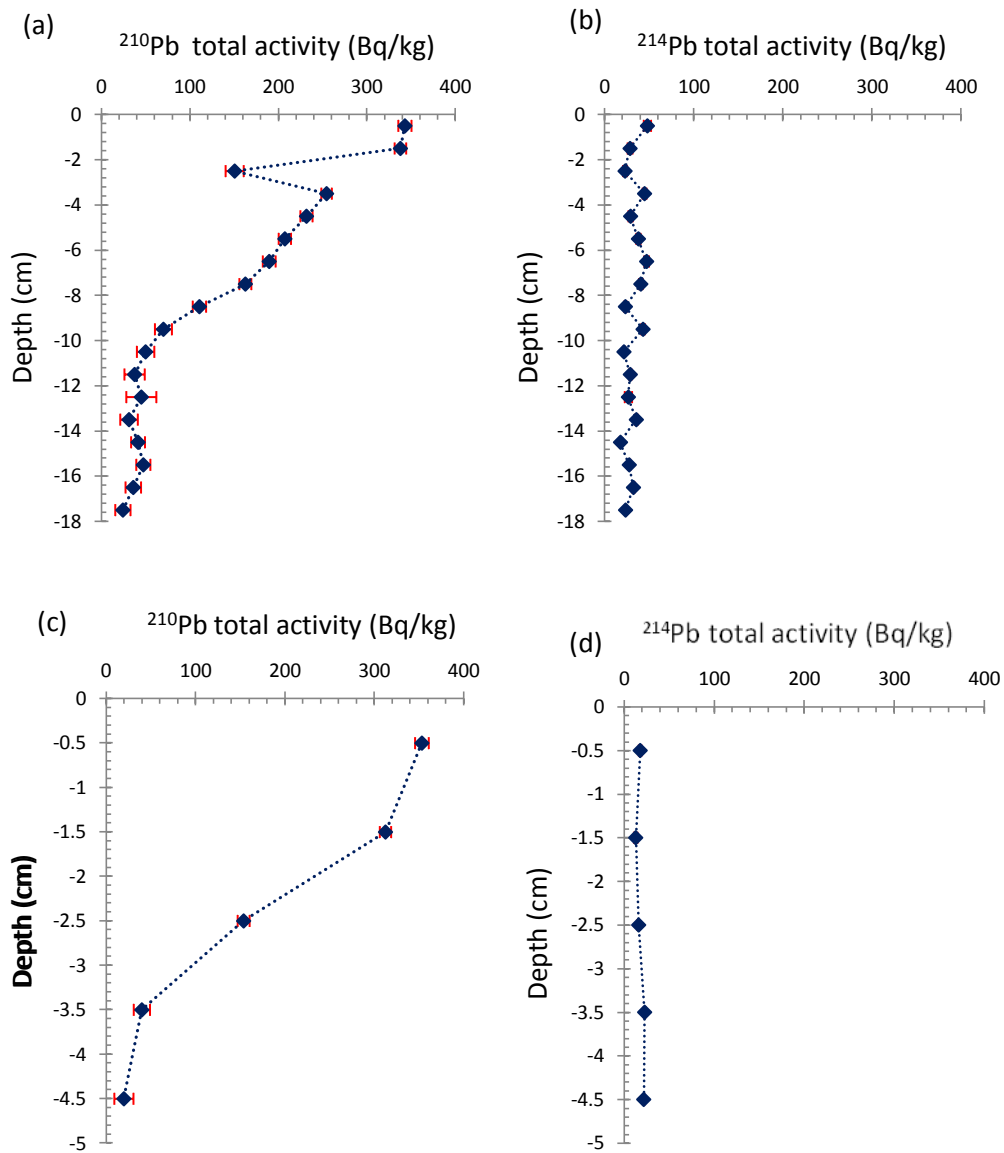 (a)
²¹⁰Pb total activity (Bq/kg)
0 100 200 300 400
0
-2
-4
-6
-8
-10
-12
-14
-16
-18
Depth (cm)
(b)
²¹⁴Pb total activity (Bq/kg)
0 100 200 300 400
0
-2
-4
-6
-8
-10
-12
-14
-16
-18
Depth (cm)
(c)
²¹⁰Pb total activity (Bq/kg)
0 100 200 300 400
0
-0.5
-1
-1.5
-2
-2.5
-3
-3.5
-4
-4.5
-5
Depth (cm)
(d)
²¹⁴Pb total activity (Bq/kg)
0 100 200 300 400
0
-0.5
-1
-1.5
-2
-2.5
-3
-3.5
-4
-4.5
-5
Depth (cm)